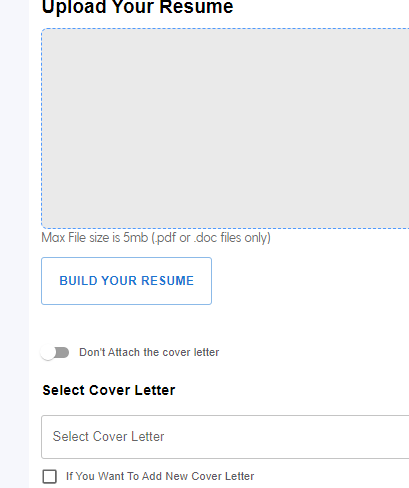 Upload Your Resume
Max File size is 5mb (.pdf or .doc files only)
BUILD YOUR RESUME
Don't Attach the cover letter
Select Cover Letter
Select Cover Letter
If You Want To Add New Cover Letter